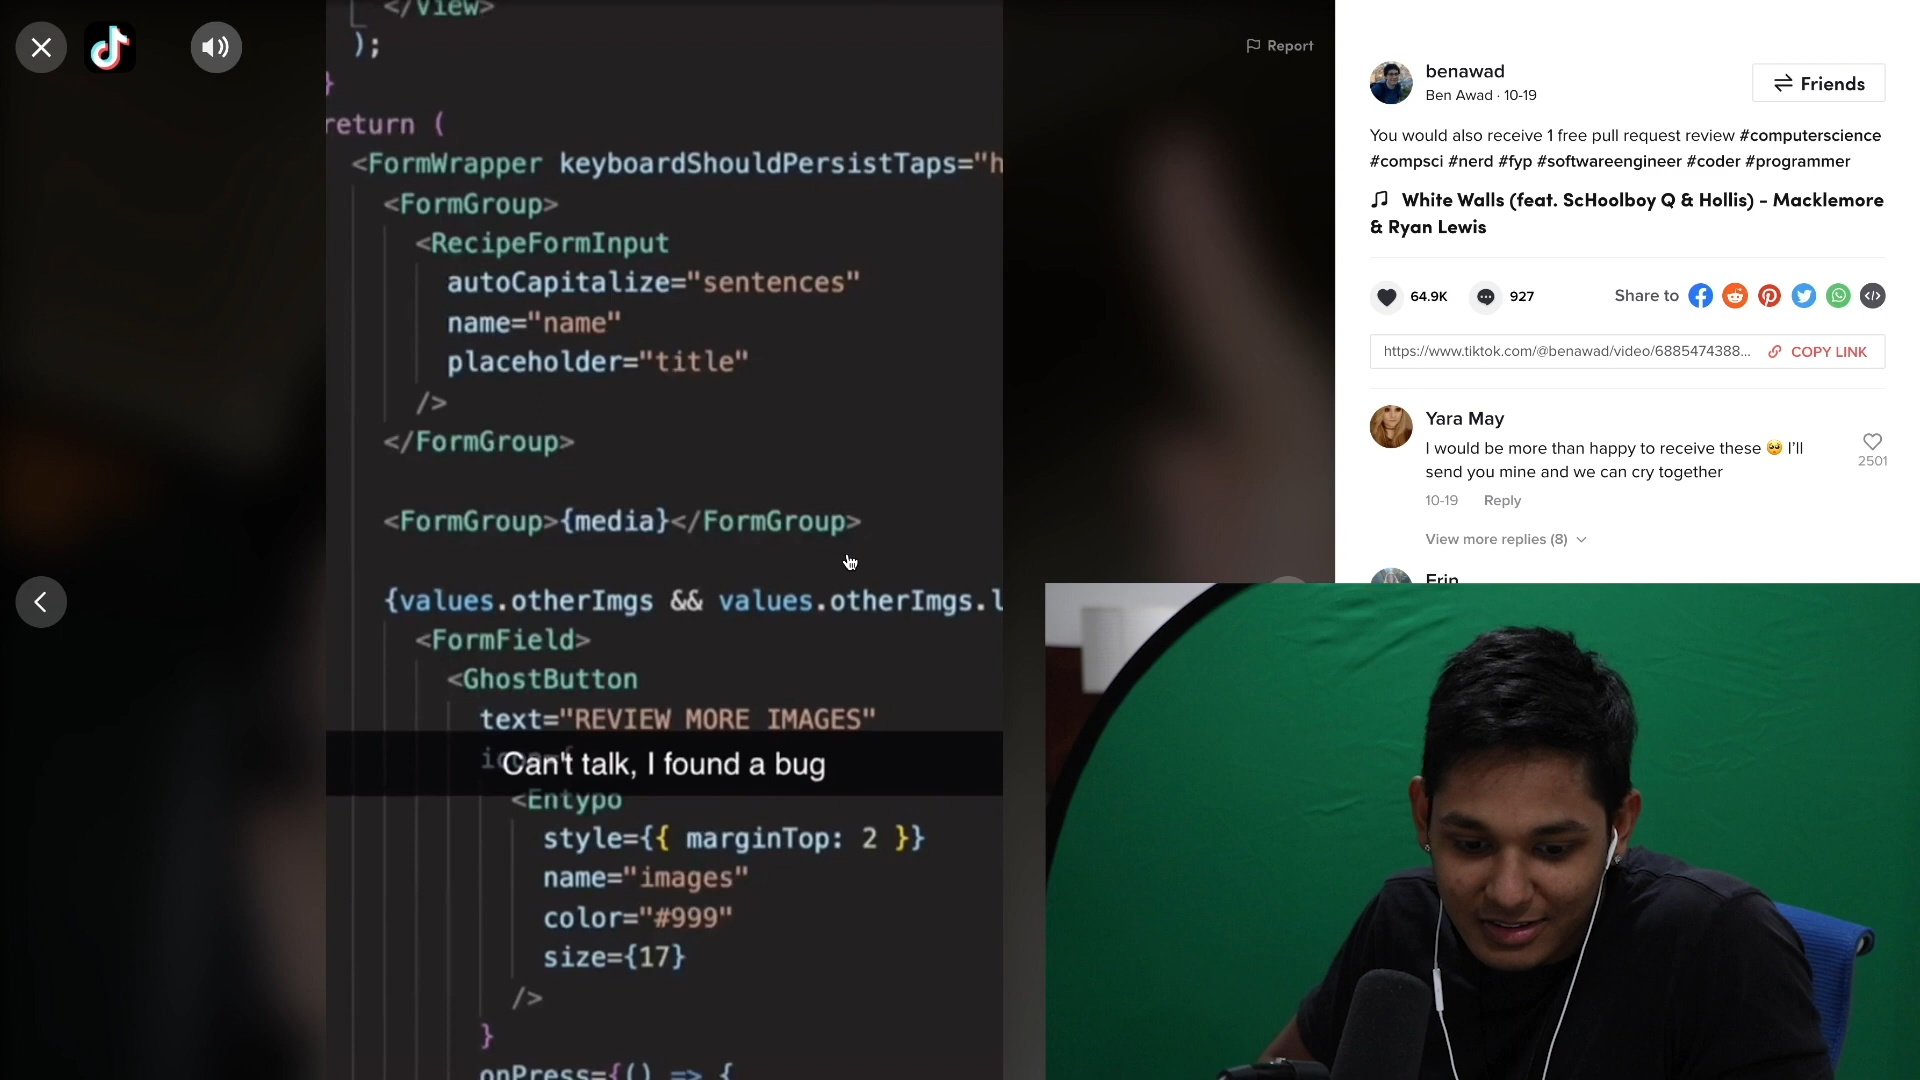 </View>
);
}
return (
<FormWrapper keyboardShouldPersistTaps="h
<FormGroup>
<RecipeFormInput
autoCapitalize="sentences"
name="name"
placeholder="title"
/>
</FormGroup>
<FormGroup>{media}</FormGroup>
{values.otherImgs && values.otherImgs.l
<FormField>
<GhostButton
text="REVIEW MORE IMAGES"
Can't talk, I found a bug
<Entypo
style={{ marginTop: 2 }}
name="images"
color="#999"
size={17}
/>
}
onPress={() => {
Report
benawad
Ben Awad · 10-19
Friends
You would also receive 1 free pull request review #computerscience
#compsci #nerd #fyp #softwareengineer #coder #programmer
White Walls (feat. ScHoolboy Q & Hollis) - Macklemore
& Ryan Lewis
64.9K
927
Share to
https://www.tiktok.com/@benawad/video/6885474388...
COPY LINK
Yara May
I would be more than happy to receive these 🥺 I'll
send you mine and we can cry together
2501
10-19 Reply
View more replies (8)
Erin